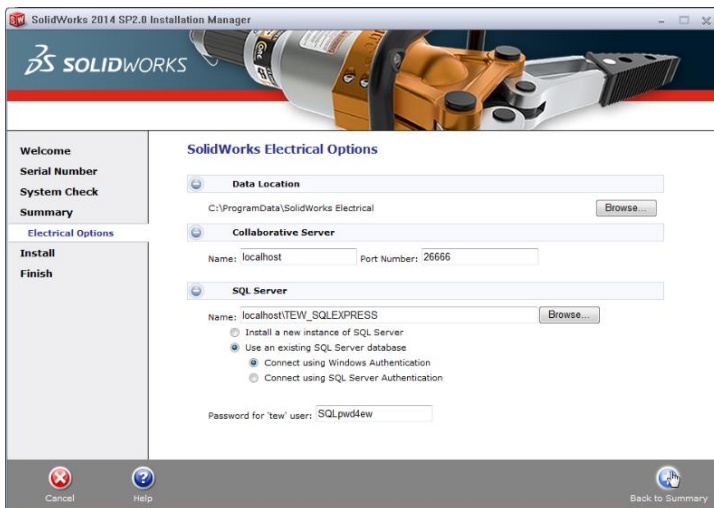 SolidWorks 2014 SP2.0 Installation Manager
SOLIDWORKS
Welcome
Serial Number
System Check
Summary
Electrical Options
Install
Finish
SolidWorks Electrical Options
Data Location
C:\ProgramData\SolidWorks Electrical
Browse...
Collaborative Server
Name: localhost Port Number: 26666
SQL Server
Name: localhost\TEW_SQLEXPRESS Browse...
Install a new instance of SQL Server
Use an existing SQL Server database
Connect using Windows Authentication
Connect using SQL Server Authentication
Password for 'tew' user: SQLpwd4ew
Cancel
Help
Back to Summary